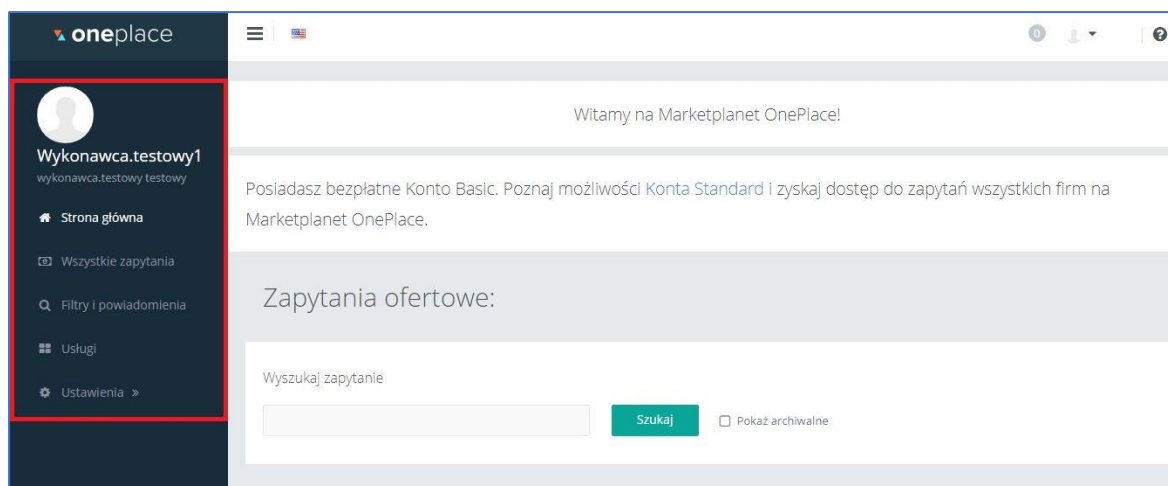 oneplace
0
Witamy na Marketplanet OnePlace!
Wykonawca.testowy1
wykonawca.testowy testowy
Strona główna
Wszystkie zapytania
Filtry i powiadomienia
Usługi
Ustawienia »
Posiadasz bezpłatne Konto Basic. Poznaj możliwości Konta Standard i zyskaj dostęp do zapytań wszystkich firm na
Marketplanet OnePlace.
Zapytania ofertowe:
Wyszukaj zapytanie
Szukaj
Pokaż archiwalne